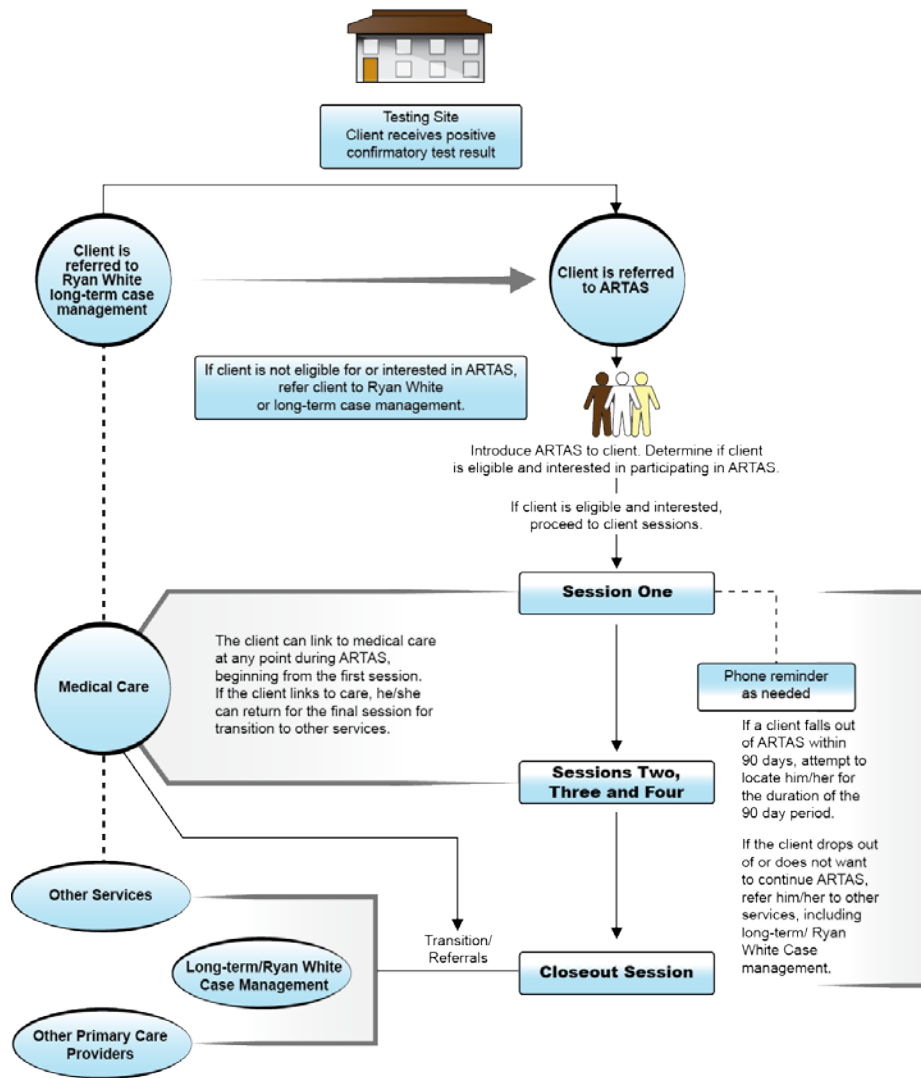 Testing Site
Client receives positive
confirmatory test result
Client is
referred to
Ryan White
long-term case
management
Client is referred
to ARTAS
If client is not eligible for or interested in ARTAS,
refer client to Ryan White
or long-term case management.
Introduce ARTAS to client. Determine if client
is eligible and interested in participating in ARTAS.
If client is eligible and interested,
proceed to client sessions.
Session One
The client can link to medical care
at any point during ARTAS,
beginning from the first session.
If the client links to care, he/she
can return for the final session for
transition to other services.
Medical Care
Phone reminder
as needed
If a client falls out
of ARTAS within
90 days, attempt to
locate him/her for
the duration of the
90 day period.
Sessions Two,
Three and Four
If the client drops out
of or does not want
to continue ARTAS,
refer him/her to other
services, including
long-term/ Ryan
White Case
management.
Other Services
Transition/
Referrals
Long-term/Ryan White
Case Management
Closeout Session
Other Primary Care
Providers